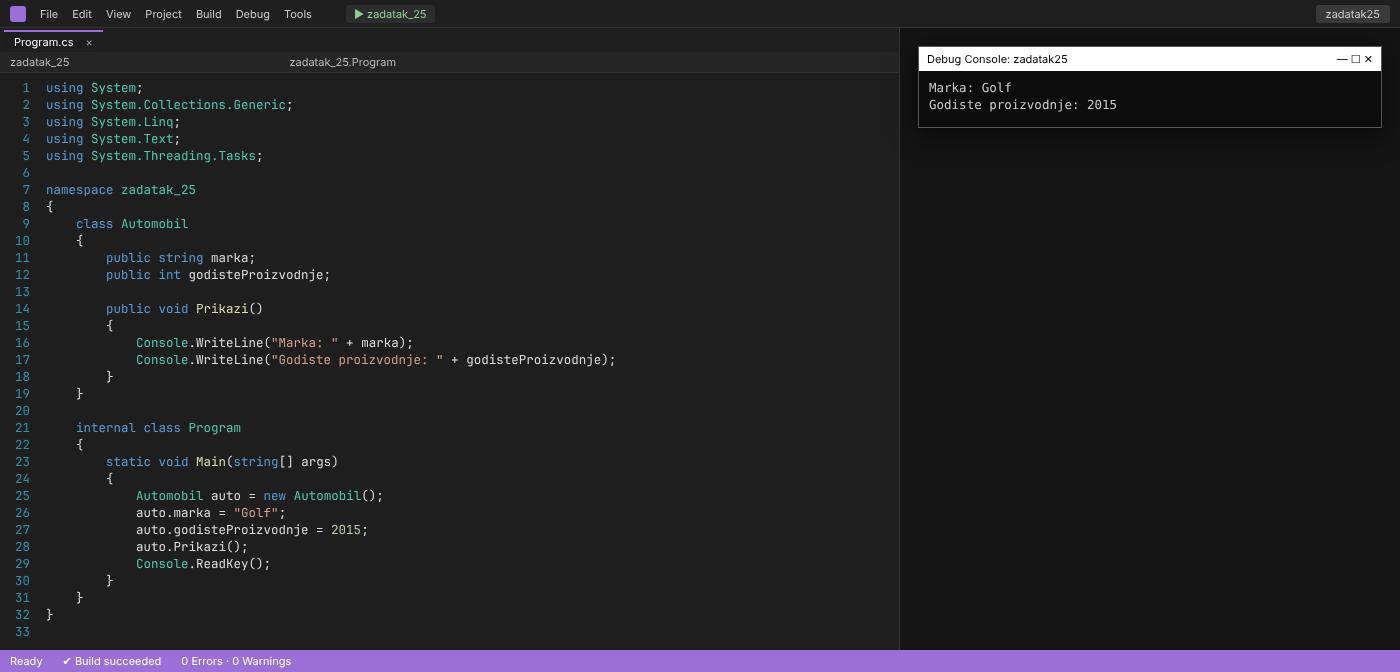 File Edit View Project Build Debug Tools ▶ zadatak_25 zadatak25
Program.cs ×
zadatak_25 zadatak_25.Program
1 using System;
2 using System.Collections.Generic;
3 using System.Linq;
4 using System.Text;
5 using System.Threading.Tasks;
6
7 namespace zadatak_25
8 {
9     class Automobil
10     {
11         public string marka;
12         public int godisteProizvodnje;
13
14         public void Prikazi()
15         {
16             Console.WriteLine("Marka: " + marka);
17             Console.WriteLine("Godiste proizvodnje: " + godisteProizvodnje);
18         }
19     }
20
21     internal class Program
22     {
23         static void Main(string[] args)
24         {
25             Automobil auto = new Automobil();
26             auto.marka = "Golf";
27             auto.godisteProizvodnje = 2015;
28             auto.Prikazi();
29             Console.ReadKey();
30         }
31     }
32 }
33
Debug Console: zadatak25 — ☐ ✕
Marka: Golf
Godiste proizvodnje: 2015
Ready ✔ Build succeeded 0 Errors · 0 Warnings